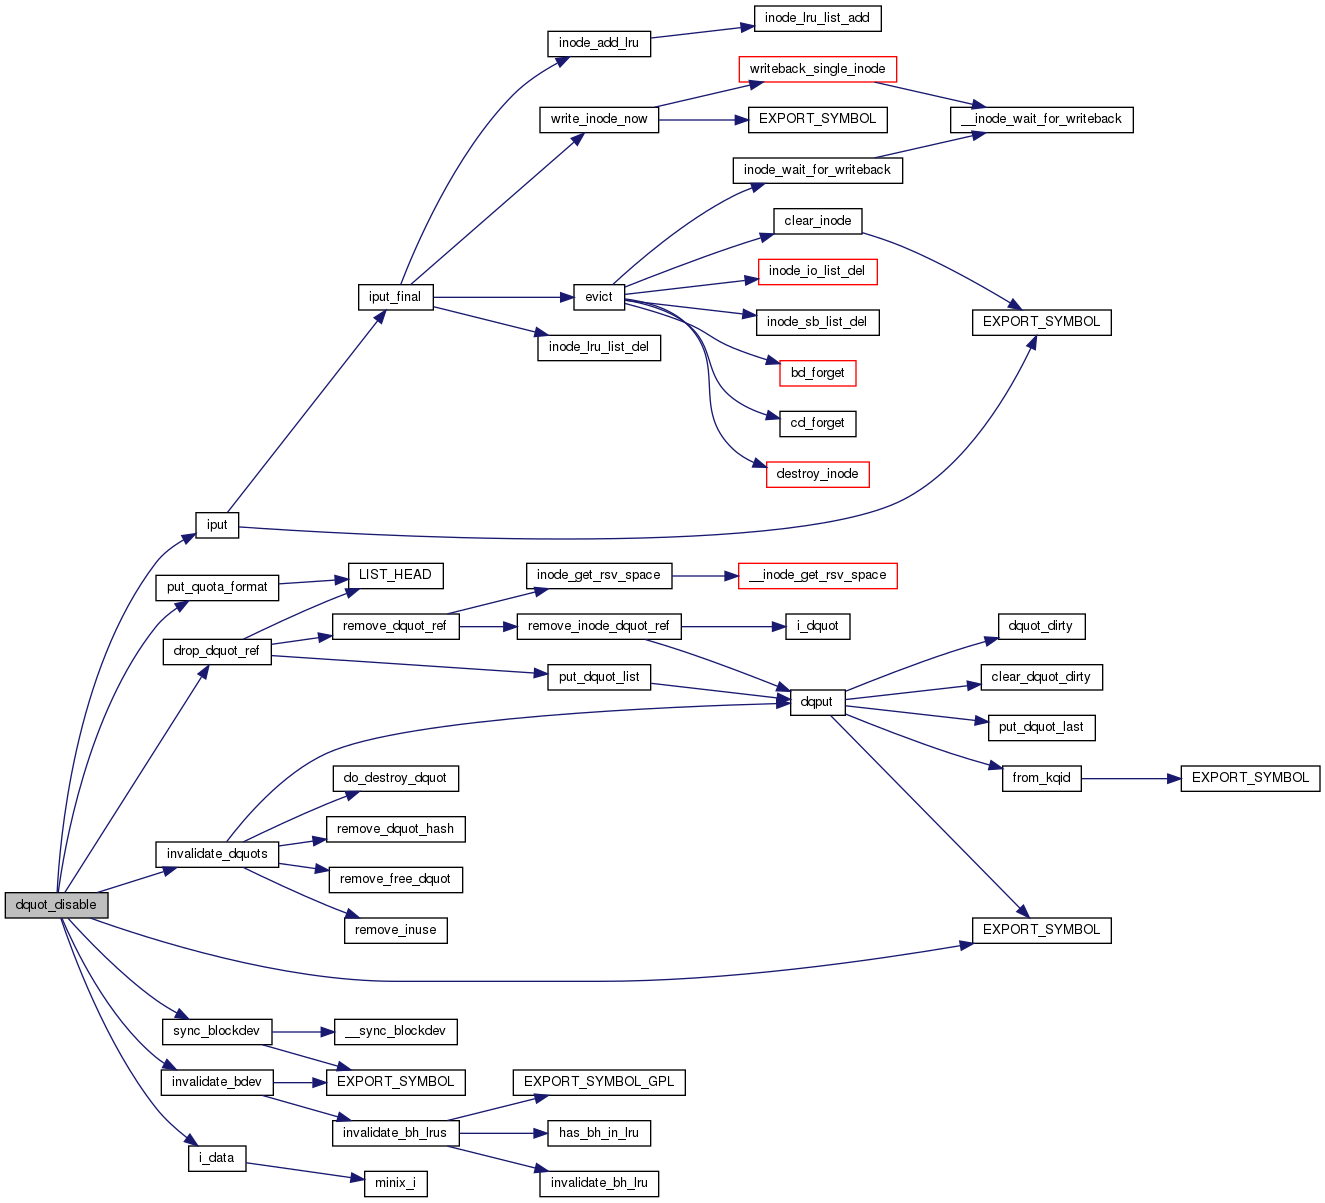 inode_lru_list_add
inode_add_lru
writeback_single_inode
write_inode_now
EXPORT_SYMBOL
__inode_wait_for_writeback
inode_wait_for_writeback
clear_inode
inode_io_list_del
iput_final
evict
inode_sb_list_del
EXPORT_SYMBOL
inode_lru_list_del
bd_forget
cd_forget
destroy_inode
iput
put_quota_format
LIST_HEAD
inode_get_rsv_space
__inode_get_rsv_space
drop_dquot_ref
remove_dquot_ref
remove_inode_dquot_ref
i_dquot
dquot_dirty
put_dquot_list
clear_dquot_dirty
dqput
put_dquot_last
do_destroy_dquot
from_kqid
EXPORT_SYMBOL
remove_dquot_hash
invalidate_dquots
remove_free_dquot
dquot_disable
remove_inuse
EXPORT_SYMBOL
sync_blockdev
__sync_blockdev
invalidate_bdev
EXPORT_SYMBOL
EXPORT_SYMBOL_GPL
invalidate_bh_lrus
has_bh_in_lru
i_data
minix_i
invalidate_bh_lru